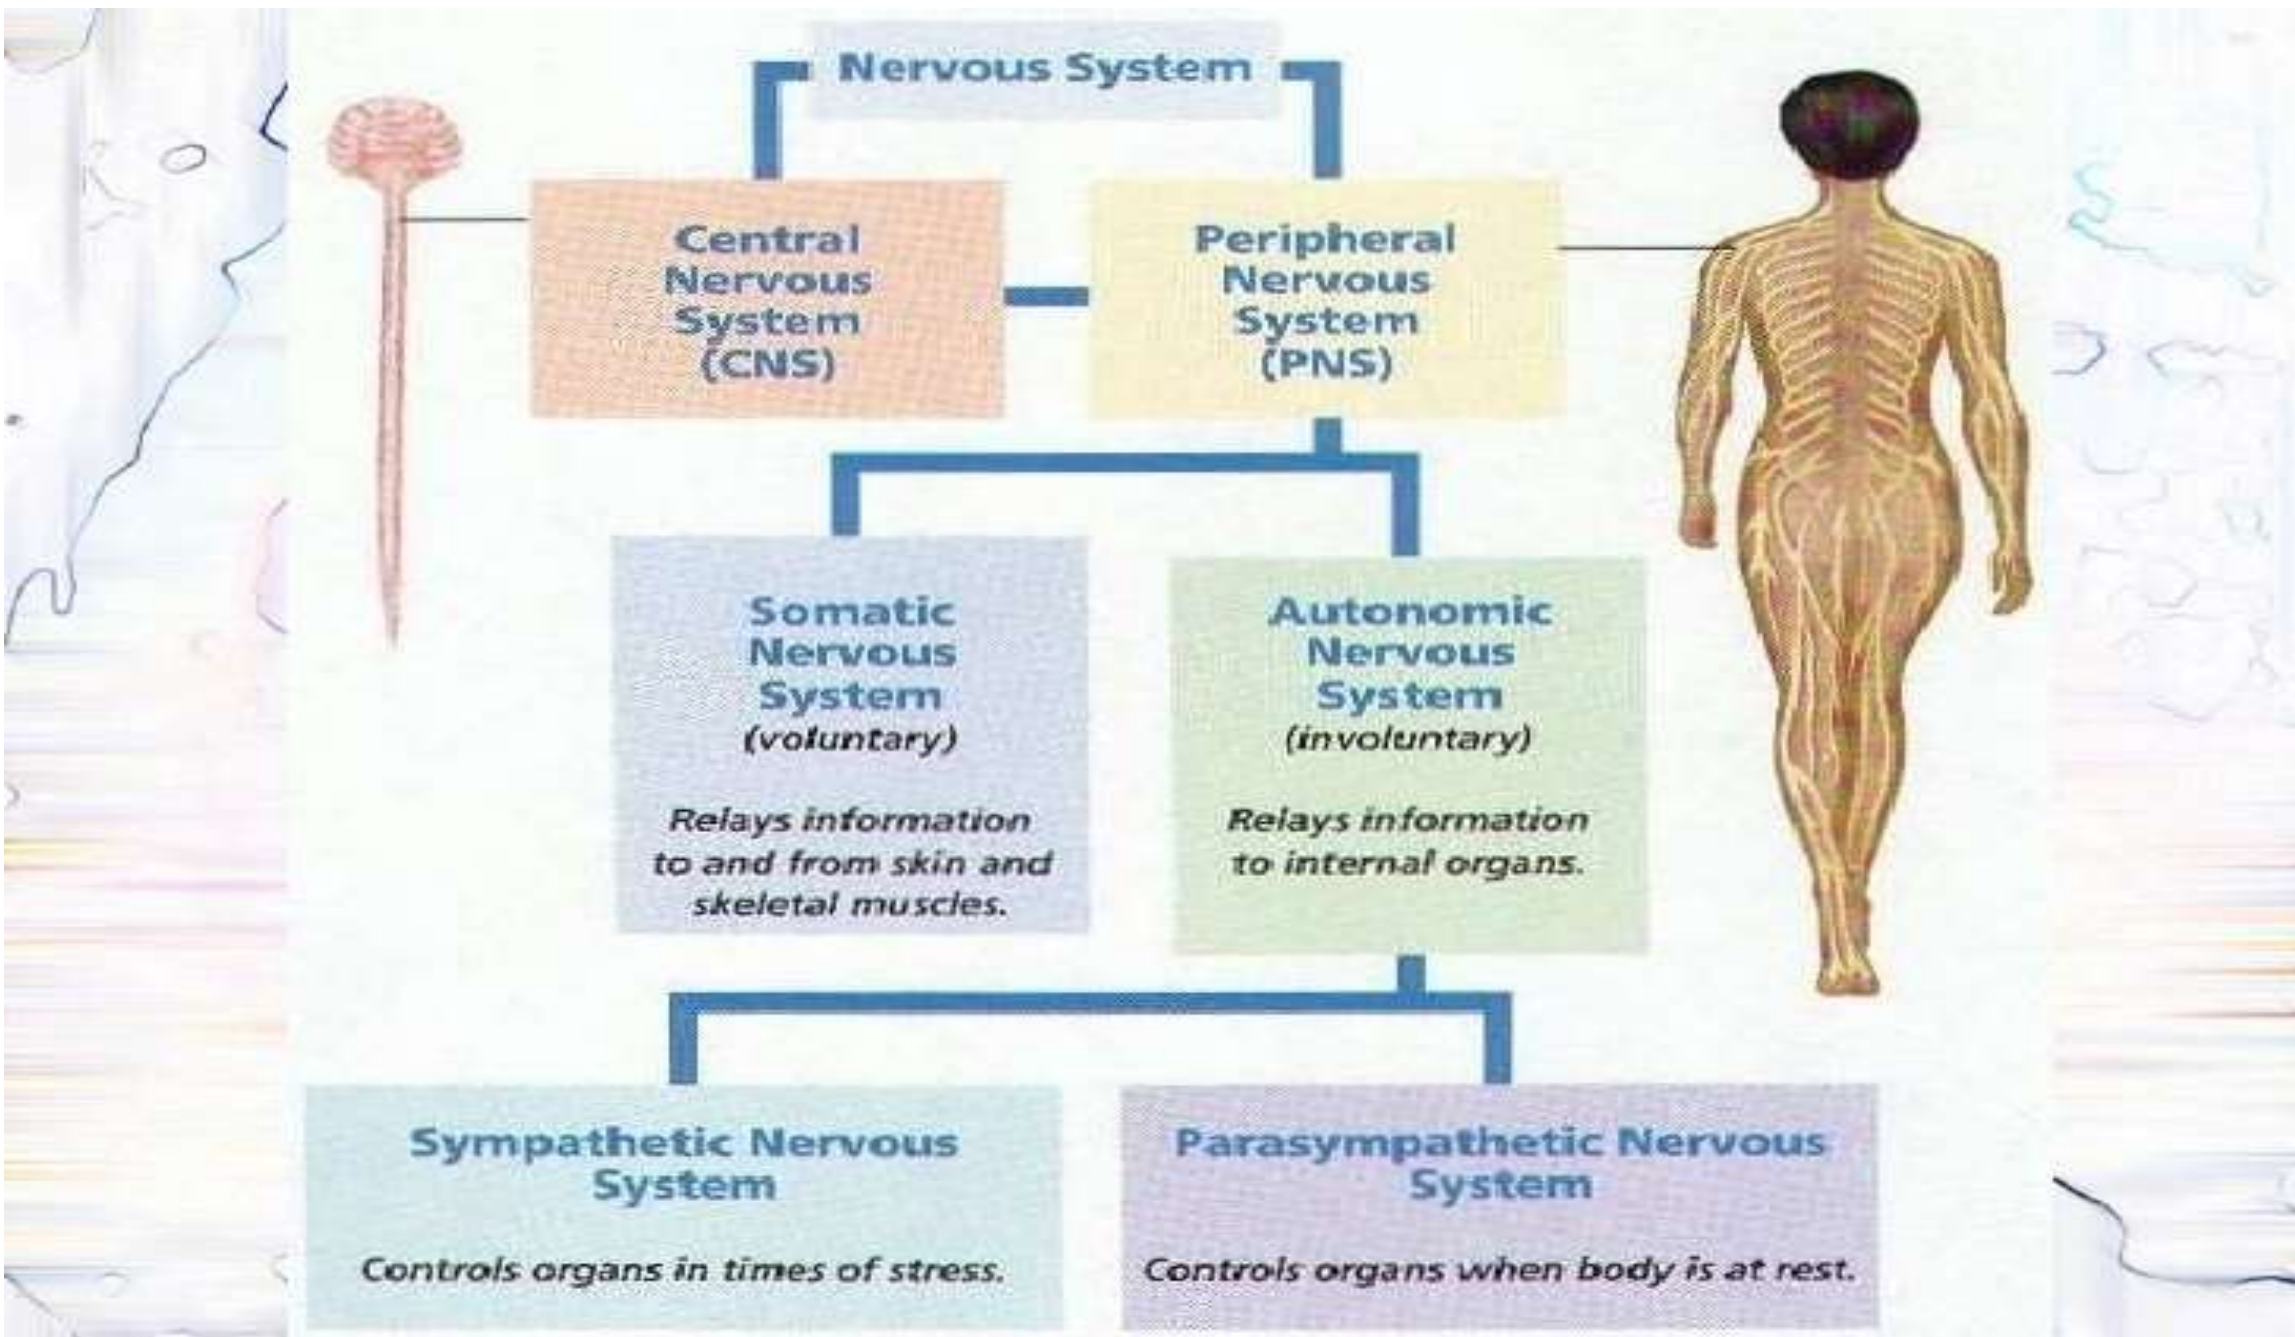 Nervous System
Central
Nervous
System
(CNS)
Peripheral
Nervous
System
(PNS)
Somatic
Nervous
System
(voluntary)
Relays information
to and from skin and
skeletal muscles.
Autonomic
Nervous
System
(involuntary)
Relays information
to internal organs.
Sympathetic Nervous
System
Controls organs in times of stress.
Parasympathetic Nervous
System
Controls organs when body is at rest.